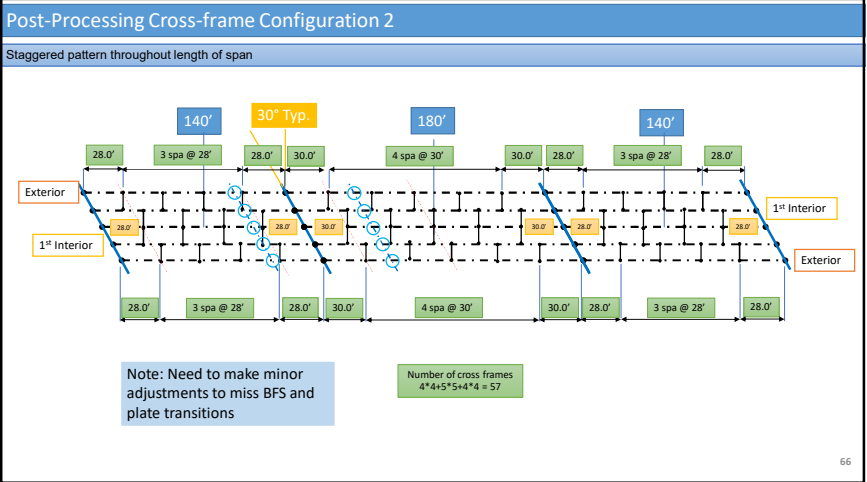 Post-Processing Cross-frame Configuration 2
Staggered pattern throughout length of span
140’
30° Typ.
180’
140’
28.0’
3 spa @ 28’
28.0’
30.0’
4 spa @ 30’
30.0’
28.0’
3 spa @ 28’
28.0’
Exterior
1st Interior
28.0’
28.0’
30.0’
30.0’
28.0’
28.0’
1st Interior
Exterior
28.0’
3 spa @ 28’
28.0’
30.0’
4 spa @ 30’
30.0’
28.0’
3 spa @ 28’
28.0’
Note: Need to make minor
adjustments to miss BFS and
plate transitions
Number of cross frames
4*4+5*5+4*4 = 57
66